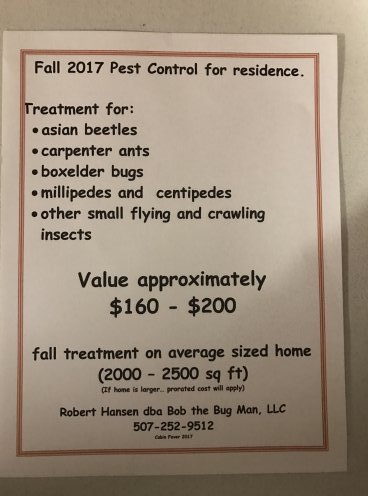 Fall 2017 Pest Control for residence.
Treatment for:
• asian beetles
• carpenter ants
• boxelder bugs
• millipedes and centipedes
• other small flying and crawling
insects
Value approximately
$160 - $200
fall treatment on average sized home
(2000 - 2500 sq ft)
(If home is larger... prorated cost will apply)
Robert Hansen dba Bob the Bug Man, LLC
507-252-9512
Cabin Fever 2017